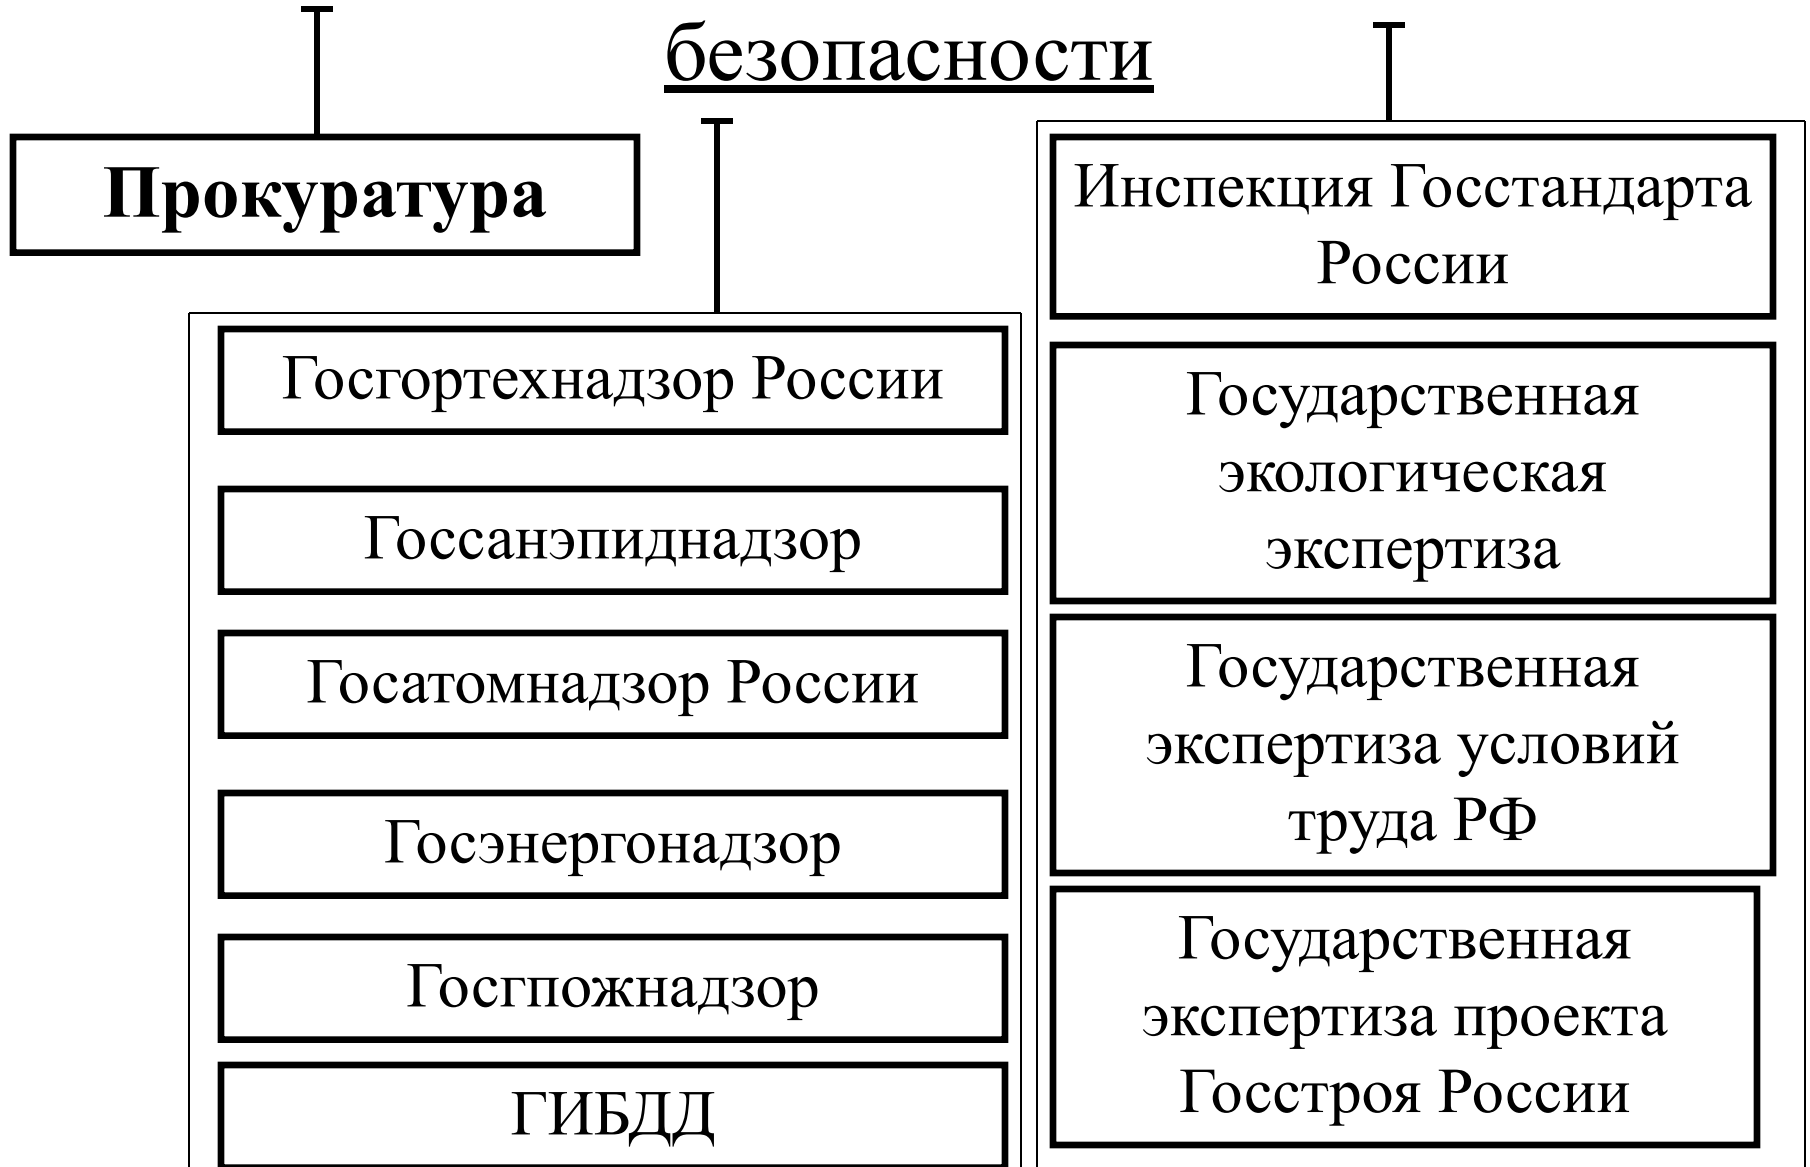 безопасности
Прокуратура
Госгортехнадзор России
Госсанэпиднадзор
Госатомнадзор России
Госэнергонадзор
Госгпожнадзор
ГИБДД
Инспекция Госстандарта
России
Государственная
экологическая
экспертиза
Государственная
экспертиза условий
труда РФ
Государственная
экспертиза проекта
Госстроя России